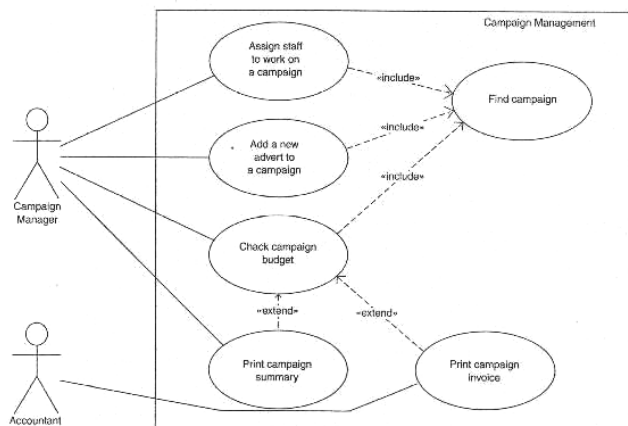 Campaign Management
Assign staff
to work on
a campaign
«include»
Find campaign
Add a new
advert to
a campaign
«include»
«include»
Campaign
Manager
Check campaign
budget
«extend»
«extend»
Print campaign
summary
Print campaign
invoice
Accountant